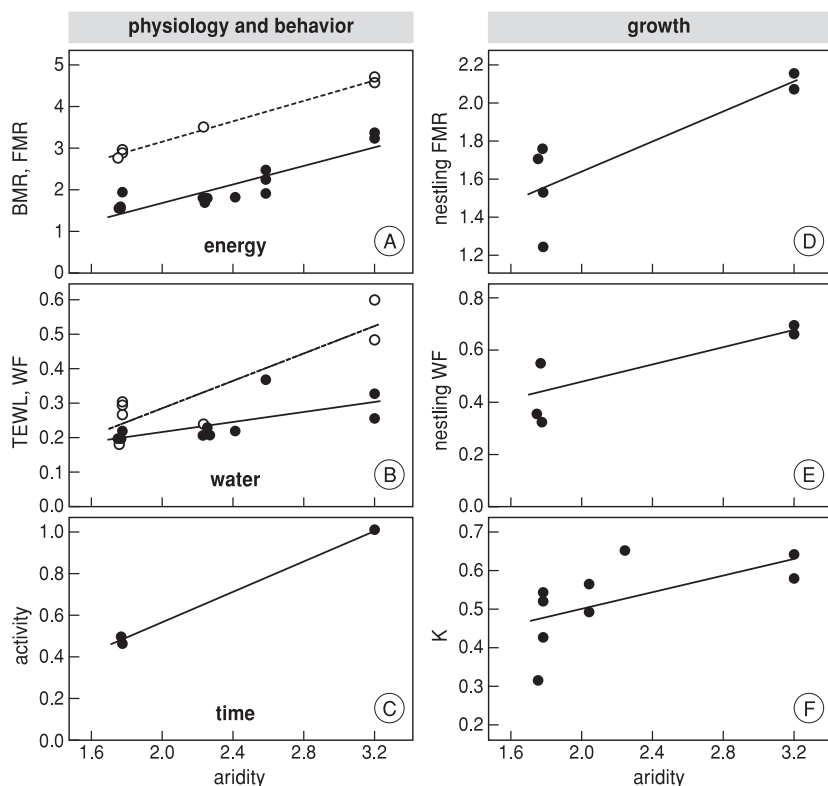 physiology and behavior
growth
BMR, FMR
5
4
3
2
1
0
energy
A
nestling FMR
2.2
2.0
1.8
1.6
1.4
1.2
D
TEWL, WF
0.6
0.5
0.4
0.3
0.2
0.1
0.0
water
B
nestling WF
0.8
0.6
0.4
0.2
0.0
E
activity
1.0
0.8
0.6
0.4
0.2
0.0
time
C
1.6 2.0 2.4 2.8 3.2
aridity
K
0.7
0.6
0.5
0.4
0.3
0.2
F
1.6 2.0 2.4 2.8 3.2
aridity